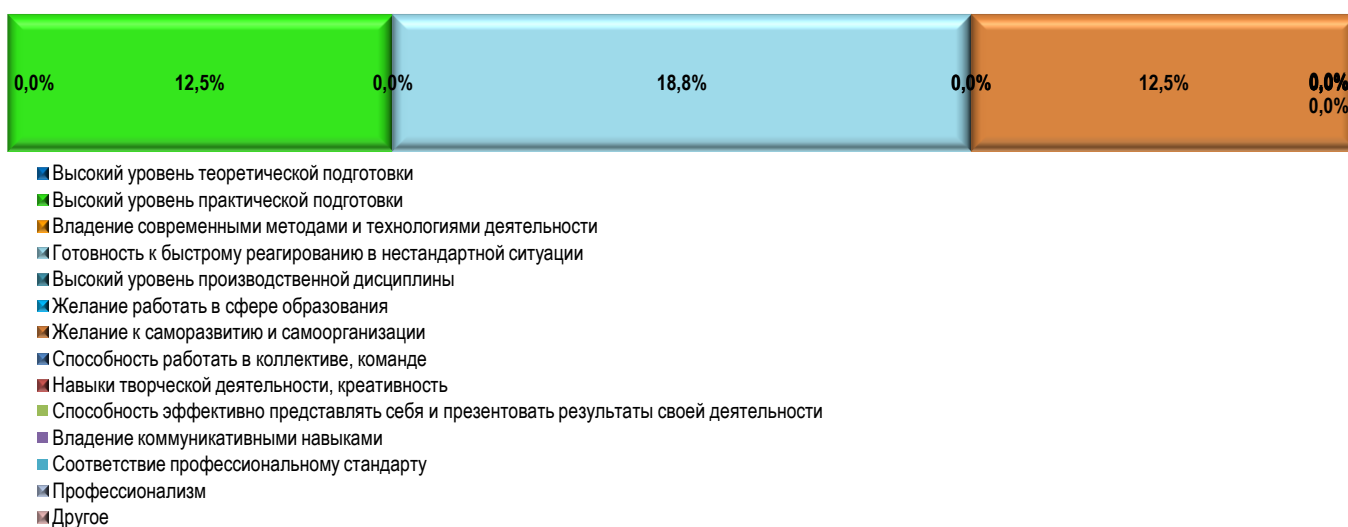 0,0% 12,5% 0,0% 18,8% 0,0% 12,5% 0,0%
0,0%
Высокий уровень теоретической подготовки
Высокий уровень практической подготовки
Владение современными методами и технологиями деятельности
Готовность к быстрому реагированию в нестандартной ситуации
Высокий уровень производственной дисциплины
Желание работать в сфере образования
Желание к саморазвитию и самоорганизации
Способность работать в коллективе, команде
Навыки творческой деятельности, креативность
Способность эффективно представлять себя и презентовать результаты своей деятельности
Владение коммуникативными навыками
Соответствие профессиональному стандарту
Профессионализм
Другое